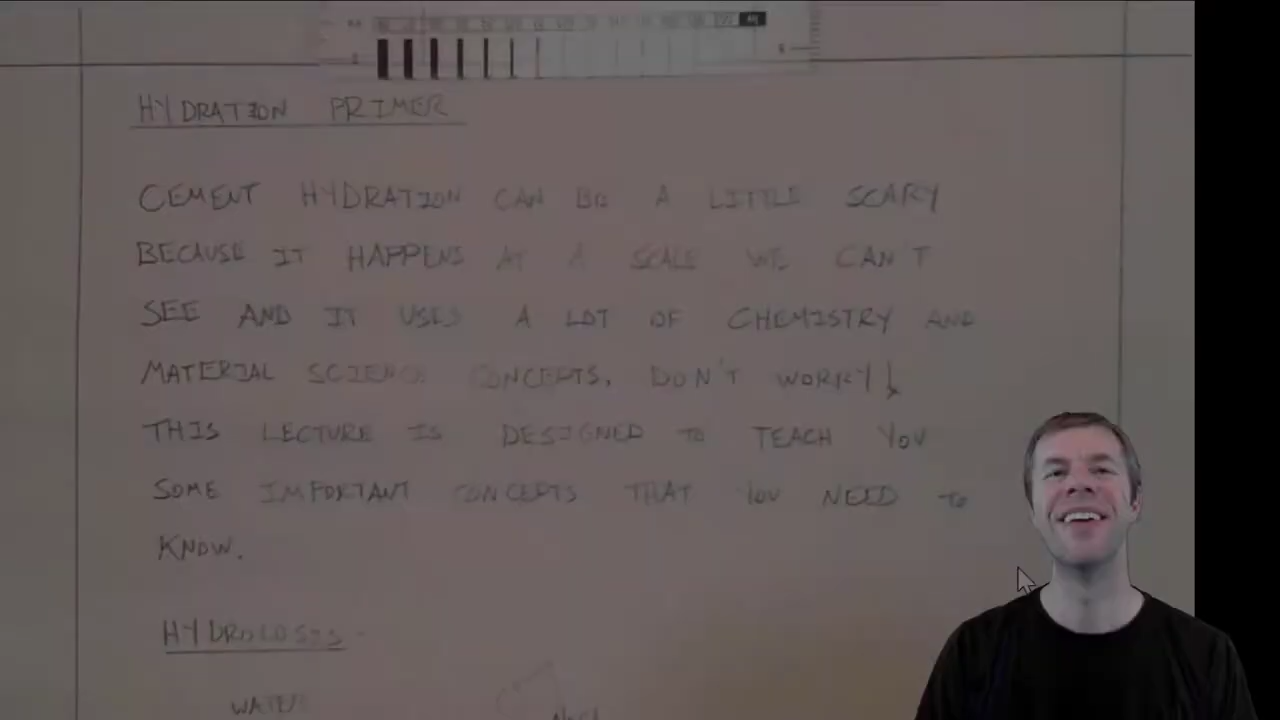 HYDRATION PRIMER
CEMENT HYDRATION CAN BE A LITTLE SCARY
BECAUSE IT HAPPENS AT A SCALE WE CAN'T
SEE AND IT USES A LOT OF CHEMISTRY AND
MATERIAL SCIENCE CONCEPTS. DON'T WORRY!
THIS LECTURE IS DESIGNED TO TEACH YOU
SOME IMPORTANT CONCEPTS THAT YOU NEED TO
KNOW.
HYDROLOSIS -
WATER